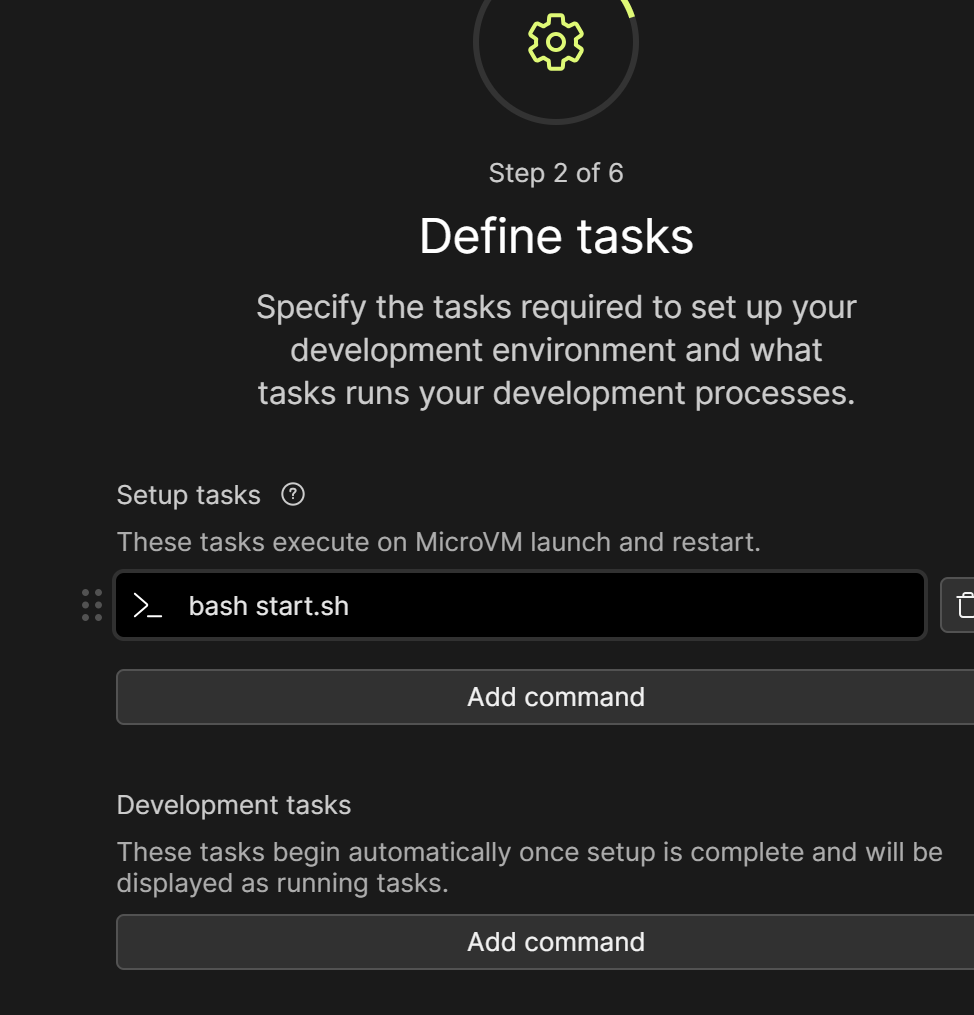 Step 2 of 6
Define tasks
Specify the tasks required to set up your
development environment and what
tasks runs your development processes.
Setup tasks
These tasks execute on MicroVM launch and restart.
bash start.sh
Add command
Development tasks
These tasks begin automatically once setup is complete and will be
displayed as running tasks.
Add command